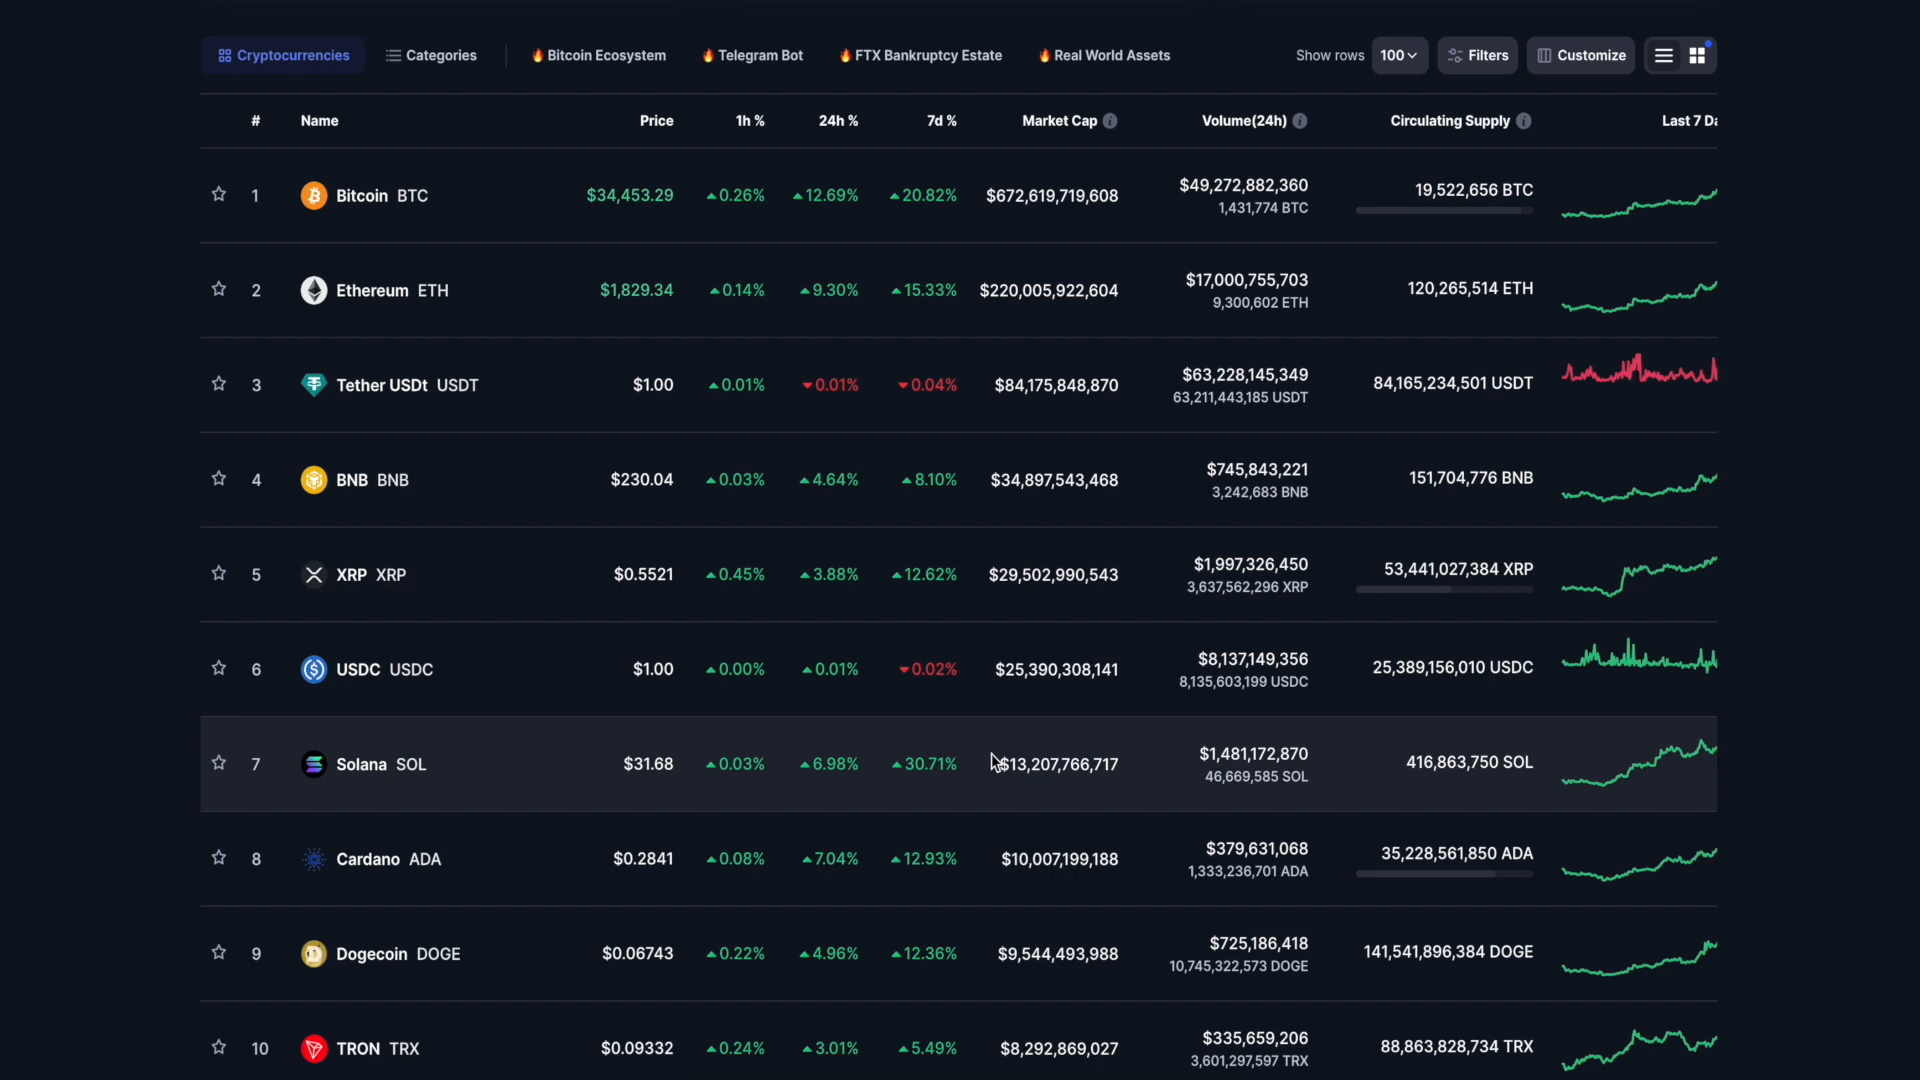 Cryptocurrencies Categories Bitcoin Ecosystem Telegram Bot FTX Bankruptcy Estate Real World Assets Show rows 100 Filters Customize
# Name Price 1h % 24h % 7d % Market Cap Volume(24h) Circulating Supply Last 7 Da
1 Bitcoin BTC $34,453.29 0.26% 12.69% 20.82% $672,619,719,608 $49,272,882,360 19,522,656 BTC
1,431,774 BTC
2 Ethereum ETH $1,829.34 0.14% 9.30% 15.33% $220,005,922,604 $17,000,755,703 120,265,514 ETH
9,300,602 ETH
3 Tether USDt USDT $1.00 0.01% 0.01% 0.04% $84,175,848,870 $63,228,145,349 84,165,234,501 USDT
63,211,443,185 USDT
4 BNB BNB $230.04 0.03% 4.64% 8.10% $34,897,543,468 $745,843,221 151,704,776 BNB
3,242,683 BNB
5 XRP XRP $0.5521 0.45% 3.88% 12.62% $29,502,990,543 $1,997,326,450 53,441,027,384 XRP
3,637,562,296 XRP
6 USDC USDC $1.00 0.00% 0.01% 0.02% $25,390,308,141 $8,137,149,356 25,389,156,010 USDC
8,135,603,199 USDC
7 Solana SOL $31.68 0.03% 6.98% 30.71% $13,207,766,717 $1,481,172,870 416,863,750 SOL
46,669,585 SOL
8 Cardano ADA $0.2841 0.08% 7.04% 12.93% $10,007,199,188 $379,631,068 35,228,561,850 ADA
1,333,236,701 ADA
9 Dogecoin DOGE $0.06743 0.22% 4.96% 12.36% $9,544,493,988 $725,186,418 141,541,896,384 DOGE
10,745,322,573 DOGE
10 TRON TRX $0.09332 0.24% 3.01% 5.49% $8,292,869,027 $335,659,206 88,863,828,734 TRX
3,601,297,597 TRX